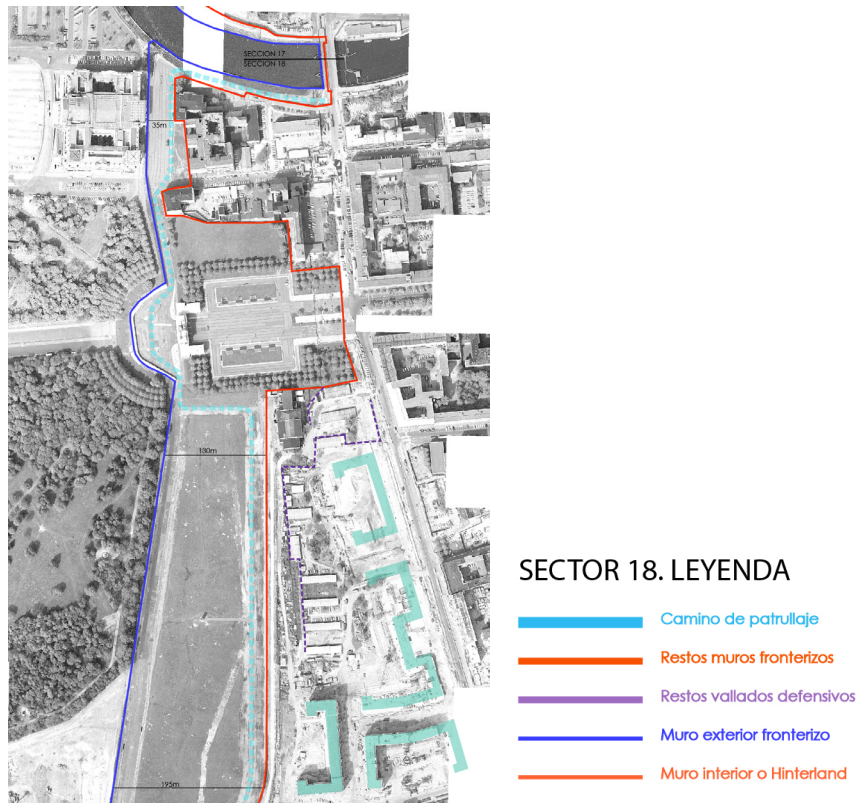 SECCION 17
SECCION 18
35m
130m
195m
SECTOR 18. LEYENDA
Camino de patrullaje
Restos muros fronterizos
Restos vallados defensivos
Muro exterior fronterizo
Muro interior o Hinterland